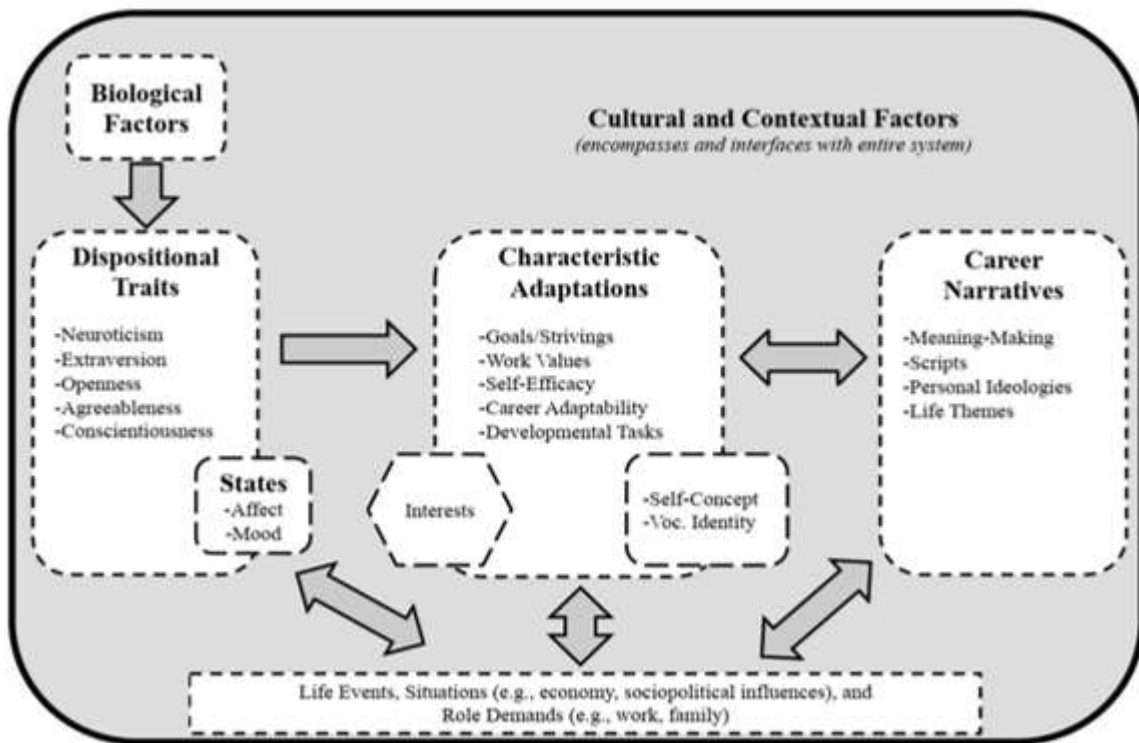 Biological
Factors
Cultural and Contextual Factors
(encompasses and interfaces with entire system)
Dispositional
Traits
-Neuroticism
-Extraversion
-Openness
-Agreeableness
-Conscientiousness
States
-Affect
-Mood
Characteristic
Adaptations
-Goals/Strivings
-Work Values
-Self-Efficacy
-Career Adaptability
-Developmental Tasks
Interests
-Self-Concept
-Voc. Identity
Career
Narratives
-Meaning-Making
-Scripts
-Personal Ideologies
-Life Themes
Life Events, Situations (e.g., economy, sociopolitical influences), and
Role Demands (e.g., work, family)